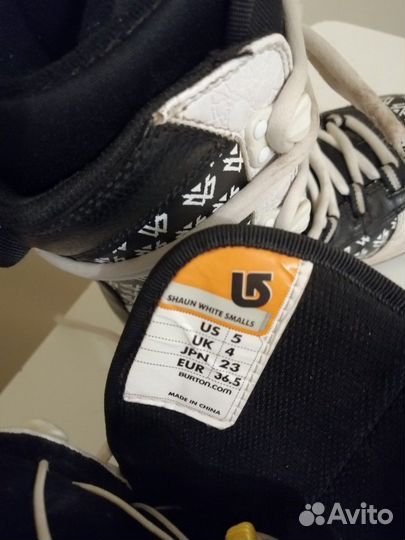 SHAUN WHITE SMALLS
US 5
UK 4
JPN 23
EUR 36.5
BURTON.COM
MADE IN CHINA
Avito